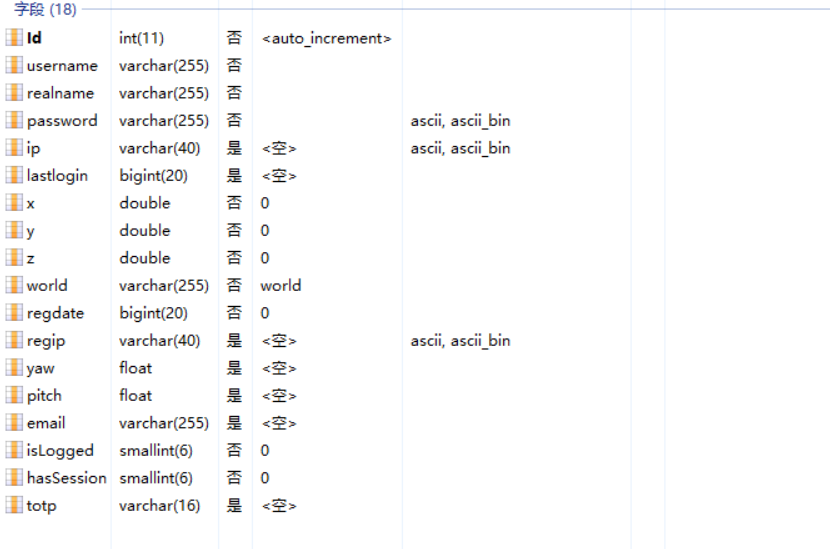 字段 (18)
Id int(11) 否 <auto_increment>
username varchar(255) 否
realname varchar(255) 否
password varchar(255) 否 ascii, ascii_bin
ip varchar(40) 是 <空> ascii, ascii_bin
lastlogin bigint(20) 是 <空>
x double 否 0
y double 否 0
z double 否 0
world varchar(255) 否 world
regdate bigint(20) 否 0
regip varchar(40) 是 <空> ascii, ascii_bin
yaw float 是 <空>
pitch float 是 <空>
email varchar(255) 是 <空>
isLogged smallint(6) 否 0
hasSession smallint(6) 否 0
totp varchar(16) 是 <空>